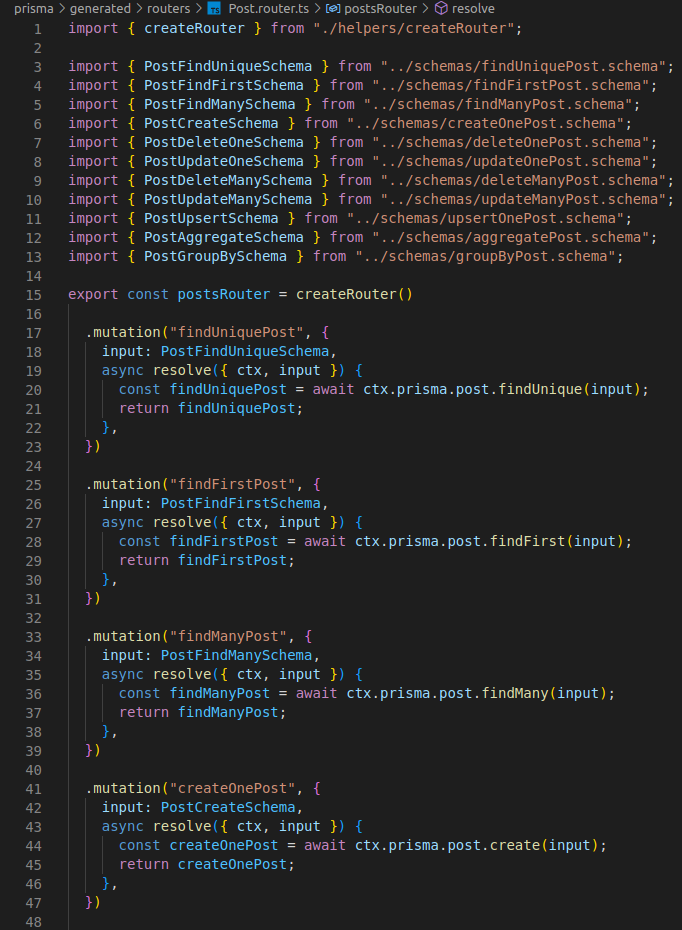 prisma > generated > routers > TS Post.router.ts > postsRouter > resolve
1 import { createRouter } from "./helpers/createRouter";
2
3 import { PostFindUniqueSchema } from "../schemas/findUniquePost.schema";
4 import { PostFindFirstSchema } from "../schemas/findFirstPost.schema";
5 import { PostFindManySchema } from "../schemas/findManyPost.schema";
6 import { PostCreateSchema } from "../schemas/createOnePost.schema";
7 import { PostDeleteOneSchema } from "../schemas/deleteOnePost.schema";
8 import { PostUpdateOneSchema } from "../schemas/updateOnePost.schema";
9 import { PostDeleteManySchema } from "../schemas/deleteManyPost.schema";
10 import { PostUpdateManySchema } from "../schemas/updateManyPost.schema";
11 import { PostUpsertSchema } from "../schemas/upsertOnePost.schema";
12 import { PostAggregateSchema } from "../schemas/aggregatePost.schema";
13 import { PostGroupBySchema } from "../schemas/groupByPost.schema";
14
15 export const postsRouter = createRouter()
16
17   .mutation("findUniquePost", {
18     input: PostFindUniqueSchema,
19     async resolve({ ctx, input }) {
20       const findUniquePost = await ctx.prisma.post.findUnique(input);
21       return findUniquePost;
22     },
23   })
24
25   .mutation("findFirstPost", {
26     input: PostFindFirstSchema,
27     async resolve({ ctx, input }) {
28       const findFirstPost = await ctx.prisma.post.findFirst(input);
29       return findFirstPost;
30     },
31   })
32
33   .mutation("findManyPost", {
34     input: PostFindManySchema,
35     async resolve({ ctx, input }) {
36       const findManyPost = await ctx.prisma.post.findMany(input);
37       return findManyPost;
38     },
39   })
40
41   .mutation("createOnePost", {
42     input: PostCreateSchema,
43     async resolve({ ctx, input }) {
44       const createOnePost = await ctx.prisma.post.create(input);
45       return createOnePost;
46     },
47   })
48